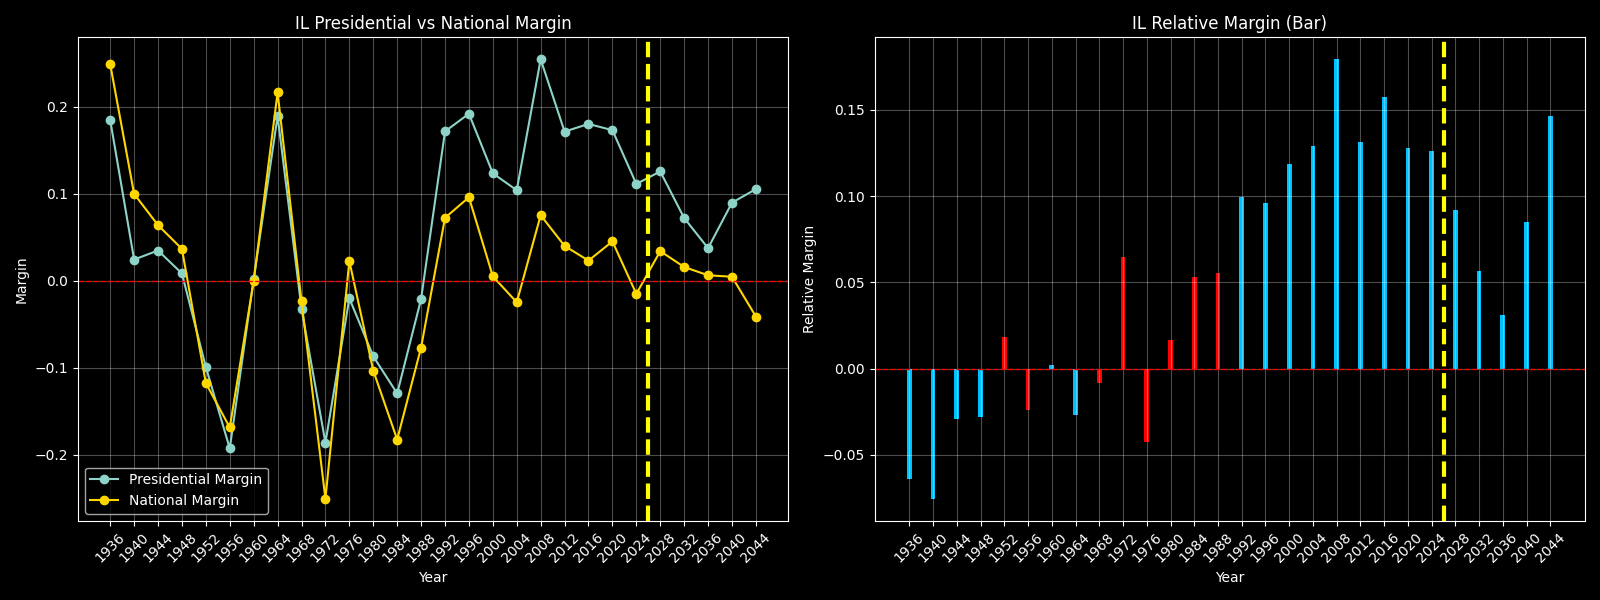 IL Presidential vs National Margin
Margin
0.2
0.1
0.0
−0.1
−0.2
Presidential Margin
National Margin
1936 1940 1944 1948 1952 1956 1960 1964 1968 1972 1976 1980 1984 1988 1992 1996 2000 2004 2008 2012 2016 2020 2024 2028 2032 2036 2040 2044
Year
IL Relative Margin (Bar)
Relative Margin
0.15
0.10
0.05
0.00
−0.05
1936 1940 1944 1948 1952 1956 1960 1964 1968 1972 1976 1980 1984 1988 1992 1996 2000 2004 2008 2012 2016 2020 2024 2028 2032 2036 2040 2044
Year